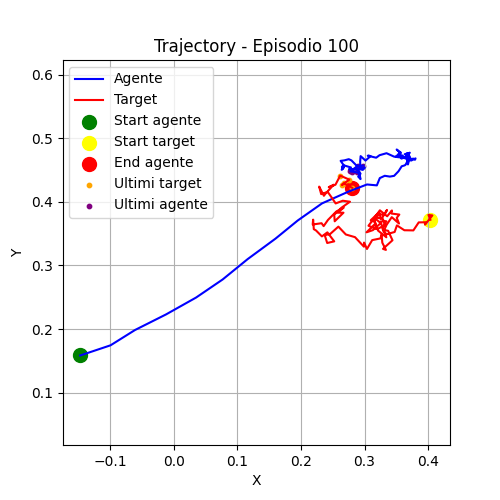 Trajectory - Episodio 100
Agente
Target
Start agente
Start target
End agente
Ultimi target
Ultimi agente
0.6
0.5
0.4
0.3
0.2
0.1
Y
−0.1
0.0
0.1
0.2
0.3
0.4
X